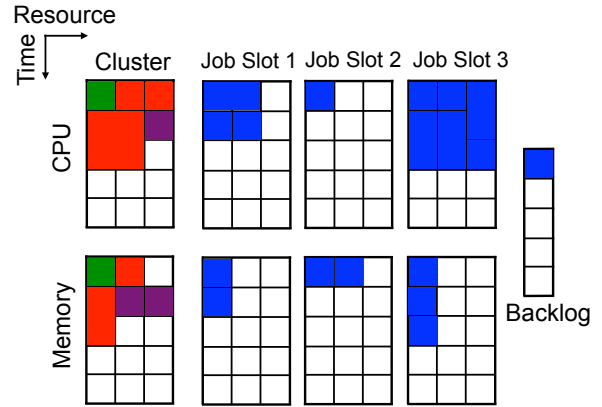 Resource
Time
Cluster
Job Slot 1
Job Slot 2
Job Slot 3
CPU
Memory
Backlog